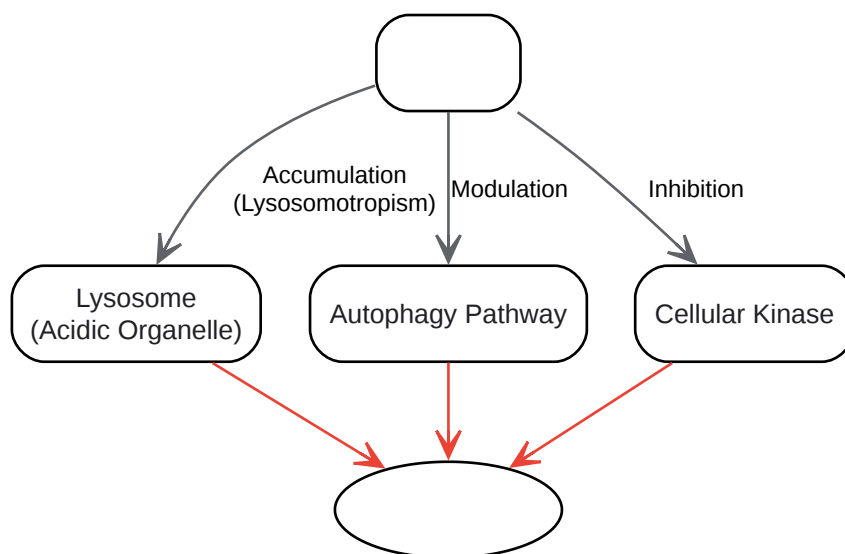 Accumulation
(Lysosomotropism)
Modulation
Inhibition
Lysosome
(Acidic Organelle)
Autophagy Pathway
Cellular Kinase